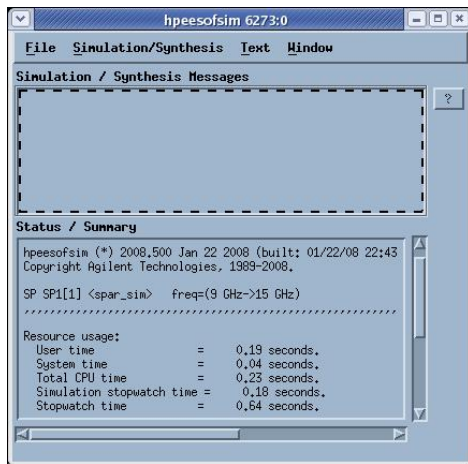 hpeesofsim 6273:0
File Simulation/Synthesis Text Window
Simulation / Synthesis Messages
?
Status / Summary
hpeesofsim (*) 2008.500 Jan 22 2008 (built: 01/22/08 22:43
Copyright Agilent Technologies, 1989-2008.
SP SP1[1] <spar_sim> freq=(9 GHz->15 GHz)
,,,,,,,,,,,,,,,,,,,,,,,,,,,,,,,,,,,,,,,,,,,,,,,,,,,,,,,,,,,,
Resource usage:
User time = 0.19 seconds.
System time = 0.04 seconds.
Total CPU time = 0.23 seconds.
Simulation stopwatch time = 0.18 seconds.
Stopwatch time = 0.64 seconds.